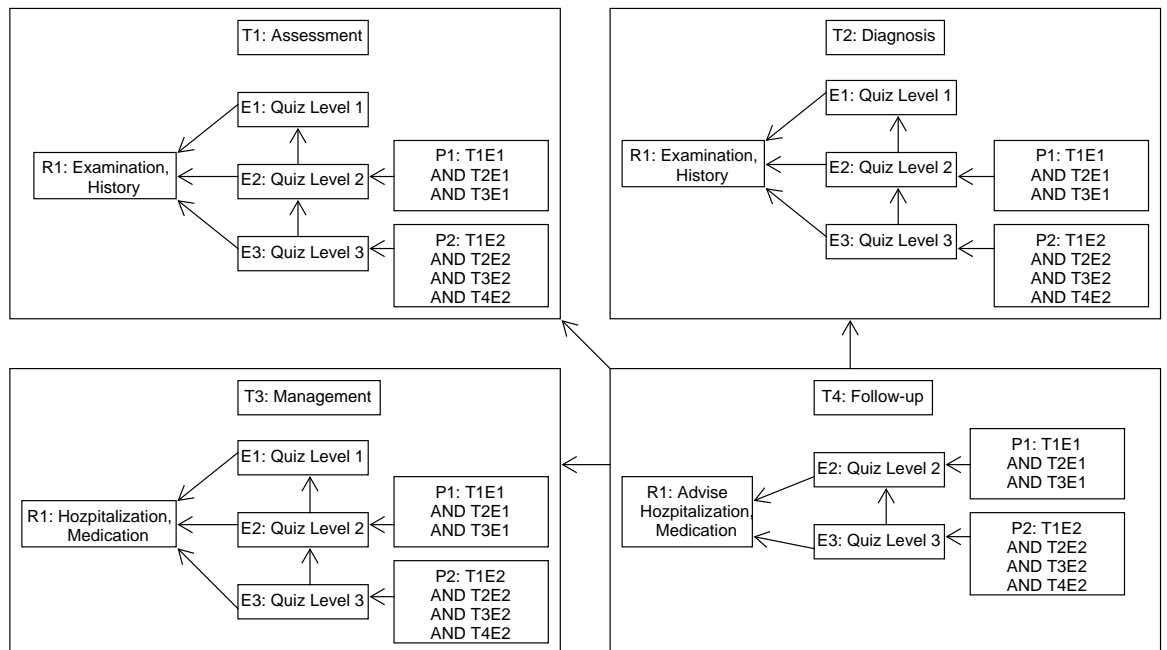 T1: Assessment
E1: Quiz Level 1
R1: Examination,
History
E2: Quiz Level 2
P1: T1E1
AND T2E1
AND T3E1
E3: Quiz Level 3
P2: T1E2
AND T2E2
AND T3E2
AND T4E2
T2: Diagnosis
E1: Quiz Level 1
R1: Examination,
History
E2: Quiz Level 2
P1: T1E1
AND T2E1
AND T3E1
E3: Quiz Level 3
P2: T1E2
AND T2E2
AND T3E2
AND T4E2
T3: Management
E1: Quiz Level 1
R1: Hozpitalization,
Medication
E2: Quiz Level 2
P1: T1E1
AND T2E1
AND T3E1
E3: Quiz Level 3
P2: T1E2
AND T2E2
AND T3E2
AND T4E2
T4: Follow-up
R1: Advise
Hozpitalization,
Medication
E2: Quiz Level 2
P1: T1E1
AND T2E1
AND T3E1
E3: Quiz Level 3
P2: T1E2
AND T2E2
AND T3E2
AND T4E2